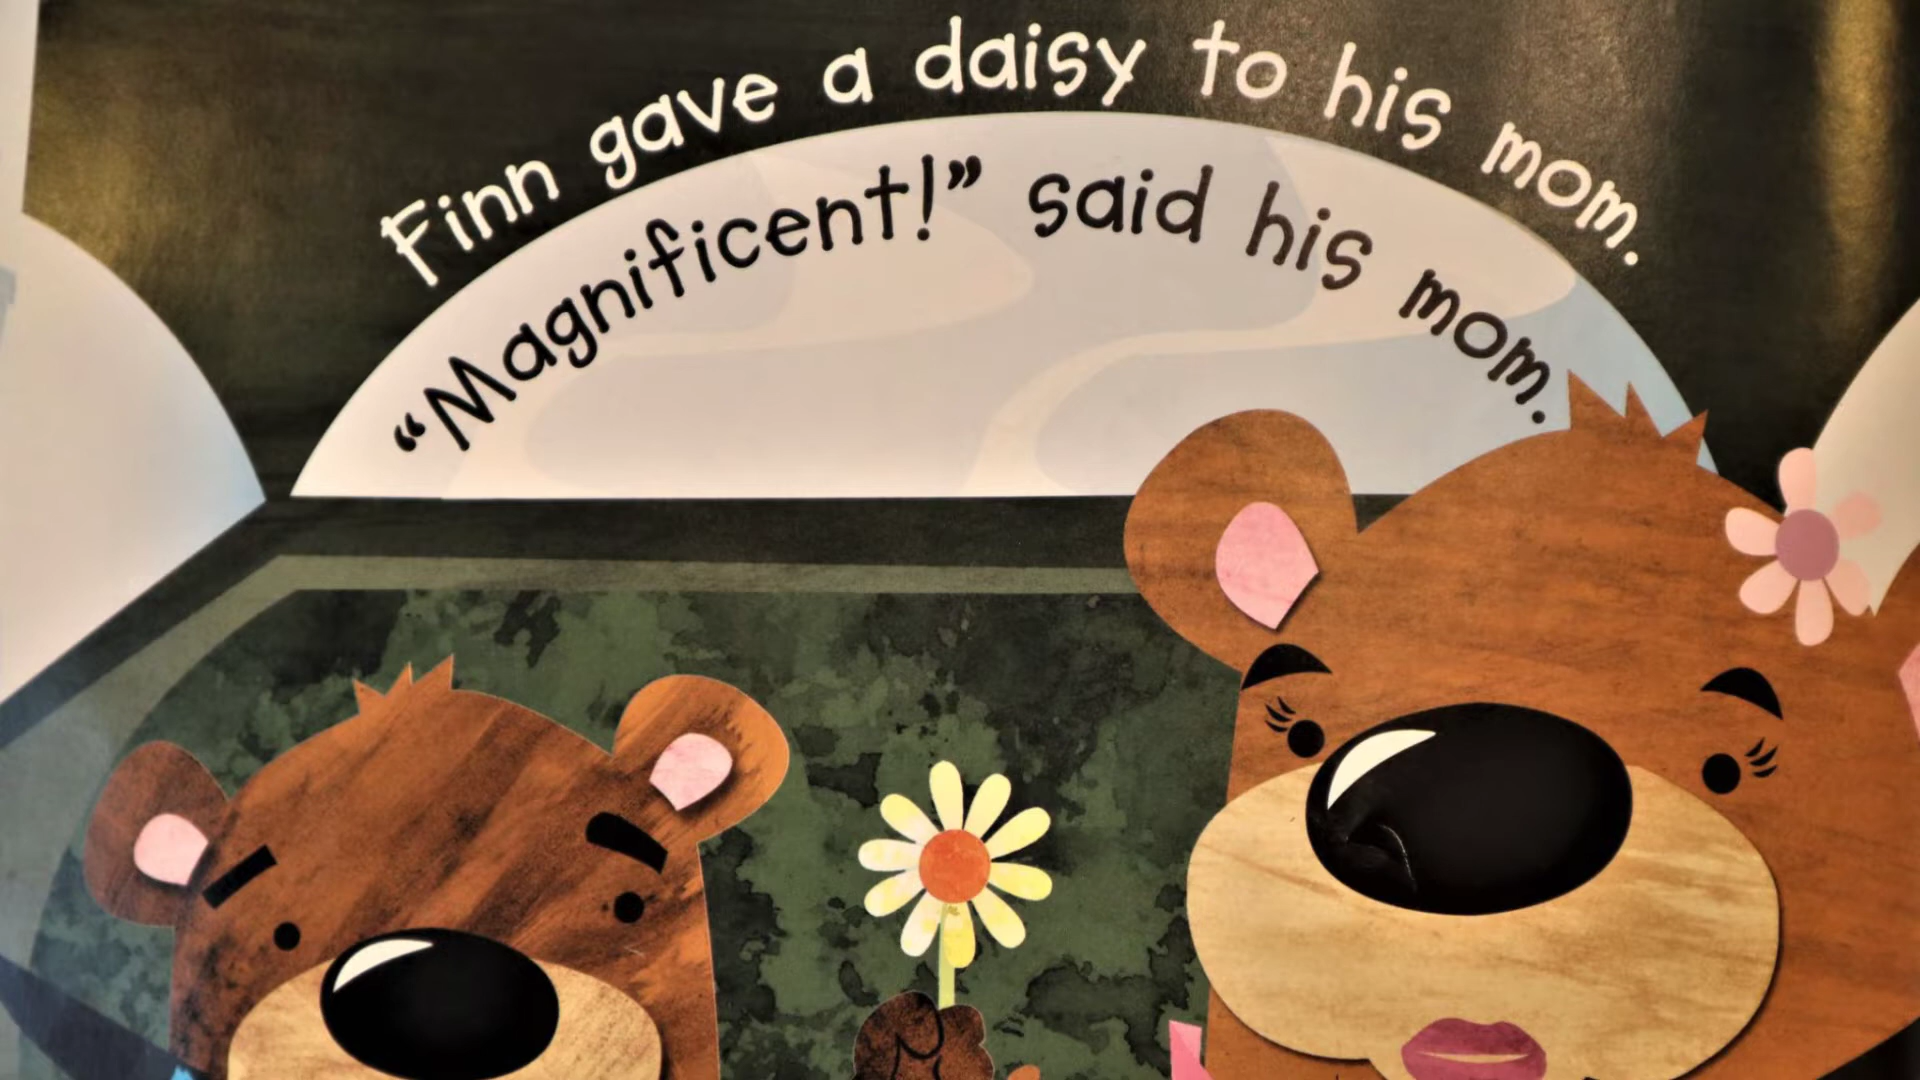 Finn gave a daisy to his mom.
“Magnificent!” said his mom.